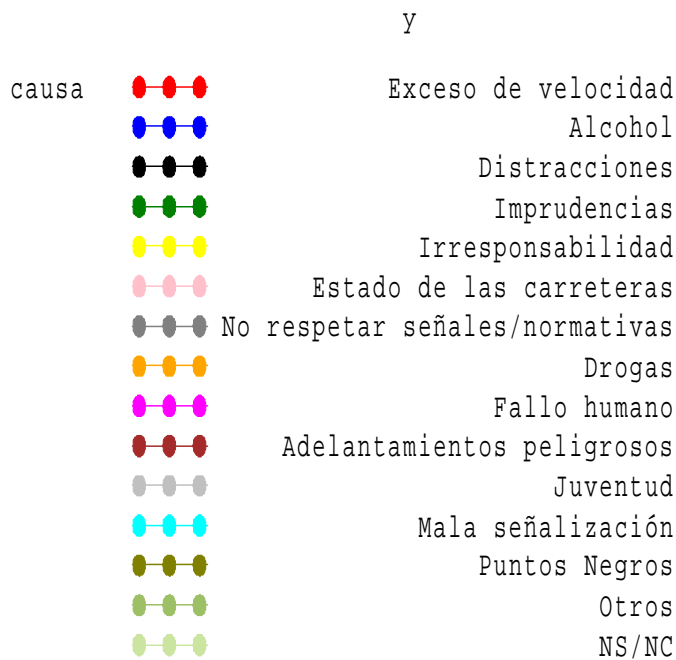 y
causa Exceso de velocidad
Alcohol
Distracciones
Imprudencias
Irresponsabilidad
Estado de las carreteras
No respetar señales/normativas
Drogas
Fallo humano
Adelantamientos peligrosos
Juventud
Mala señalización
Puntos Negros
Otros
NS/NC